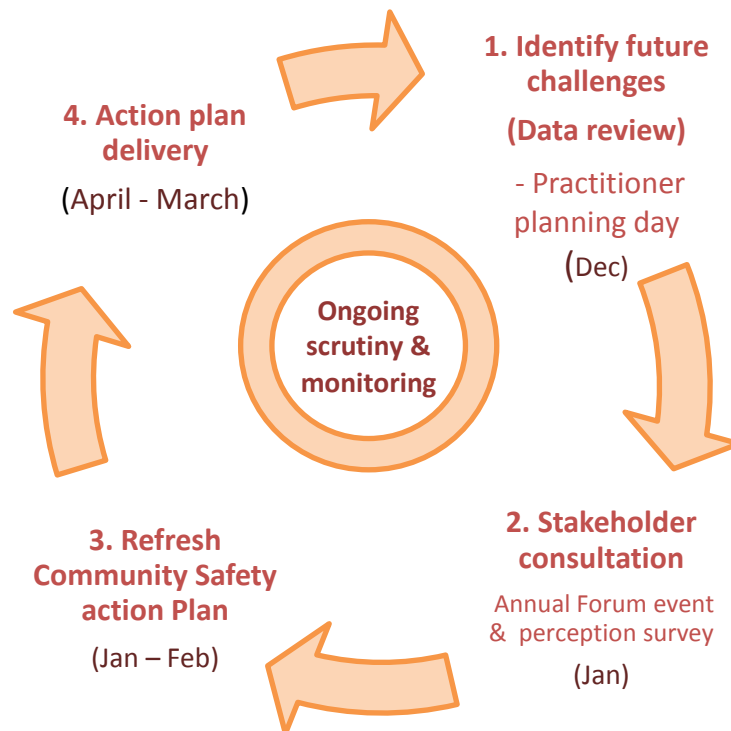 1. Identify future
challenges
(Data review)
- Practitioner
planning day
(Dec)
2. Stakeholder
consultation
Annual Forum event
& perception survey
(Jan)
3. Refresh
Community Safety
action Plan
(Jan – Feb)
4. Action plan
delivery
(April - March)
Ongoing
scrutiny &
monitoring